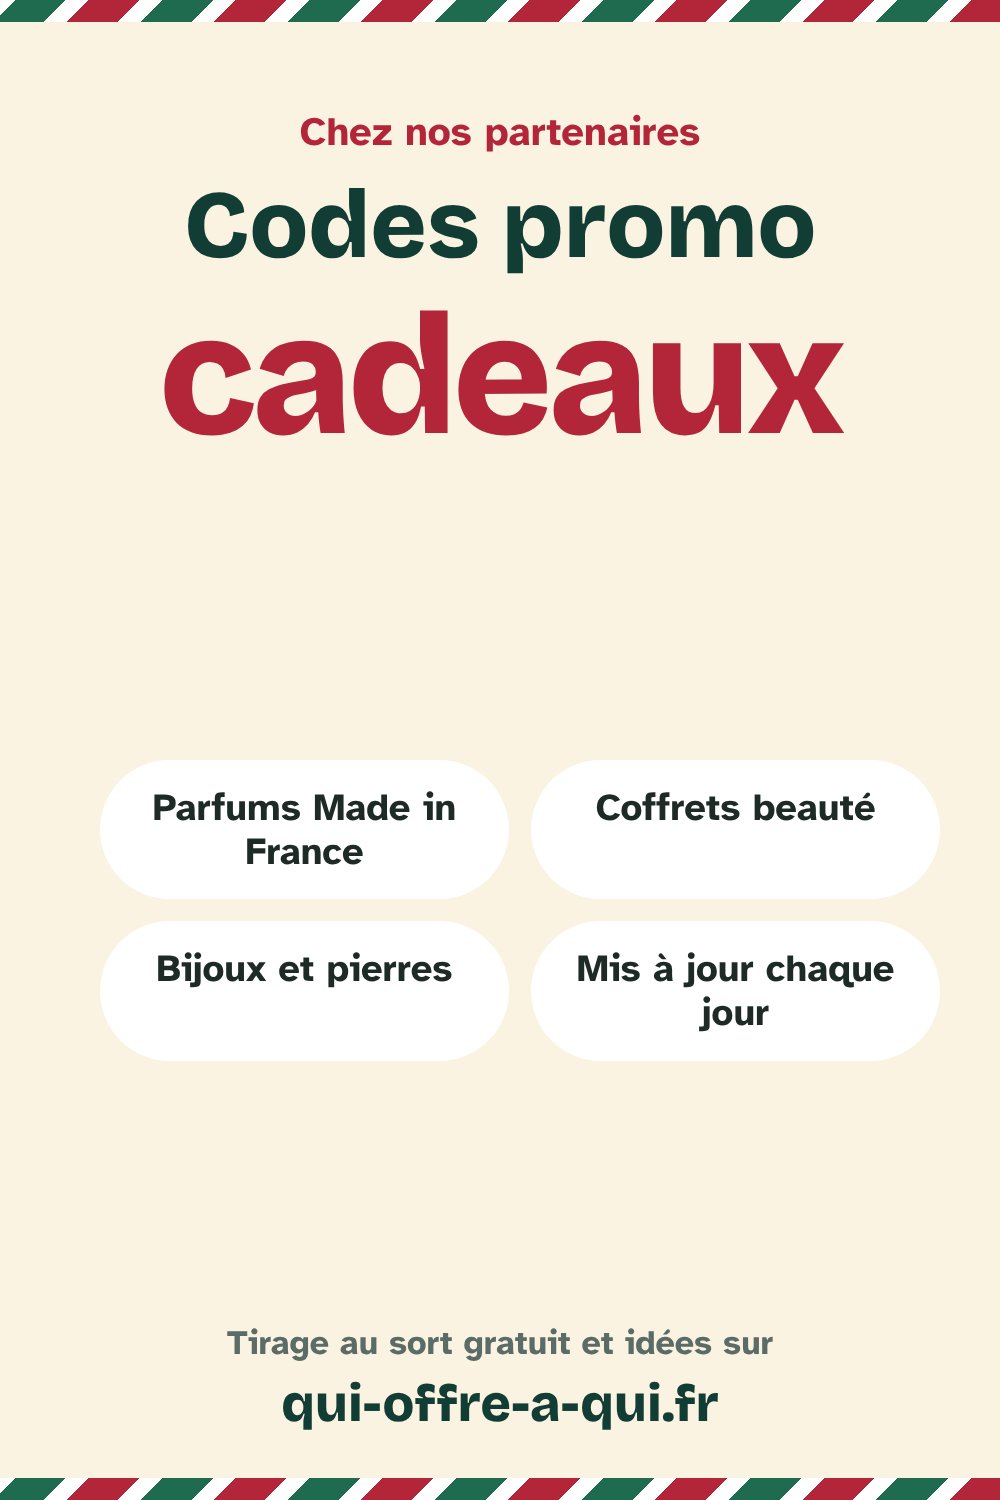 Chez nos partenaires
Codes promo
cadeaux
Parfums Made in
France
Coffrets beauté
Bijoux et pierres
Mis à jour chaque
jour
Tirage au sort gratuit et idées sur
qui-offre-a-qui.fr